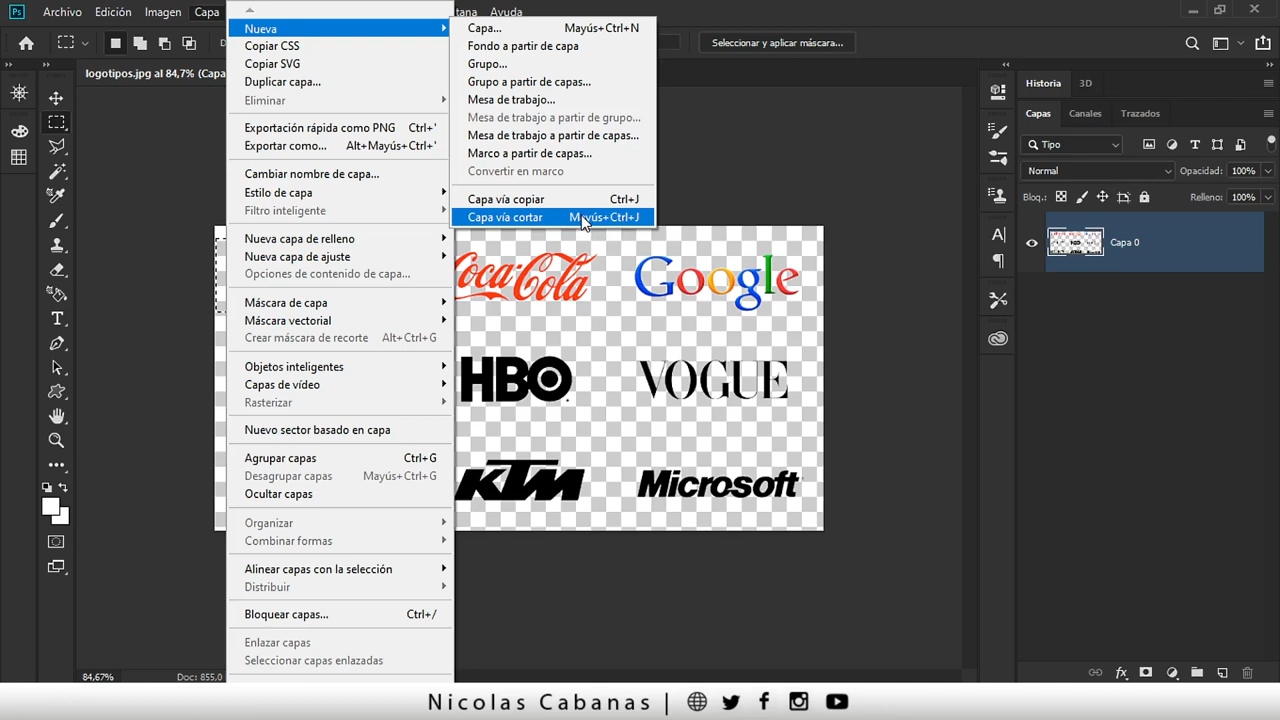 Ps Archivo Edición Imagen Capa tana Ayuda
Seleccionar y aplicar máscara...
logotipos.jpg al 84,7% (Capa
Nueva
Copiar CSS
Copiar SVG
Duplicar capa...
Eliminar
Exportación rápida como PNG Ctrl+'
Exportar como... Alt+Mayús+Ctrl+'
Cambiar nombre de capa...
Estilo de capa
Filtro inteligente
Nueva capa de relleno
Nueva capa de ajuste
Opciones de contenido de capa...
Máscara de capa
Máscara vectorial
Crear máscara de recorte Alt+Ctrl+G
Objetos inteligentes
Capas de vídeo
Rasterizar
Nuevo sector basado en capa
Agrupar capas Ctrl+G
Desagrupar capas Mayús+Ctrl+G
Ocultar capas
Organizar
Combinar formas
Alinear capas con la selección
Distribuir
Bloquear capas... Ctrl+/
Enlazar capas
Seleccionar capas enlazadas
Capa... Mayús+Ctrl+N
Fondo a partir de capa
Grupo...
Grupo a partir de capas...
Mesa de trabajo...
Mesa de trabajo a partir de grupo...
Mesa de trabajo a partir de capas...
Marco a partir de capas...
Convertir en marco
Capa vía copiar Ctrl+J
Capa vía cortar Mayús+Ctrl+J
Coca-Cola Google
HBO VOGUE
KTM Microsoft
Historia 3D
Capas Canales Trazados
Tipo
Normal Opacidad: 100%
Bloq.: Relleno: 100%
Capa 0
84,67% Doc: 855,0
Nicolas Cabanas |